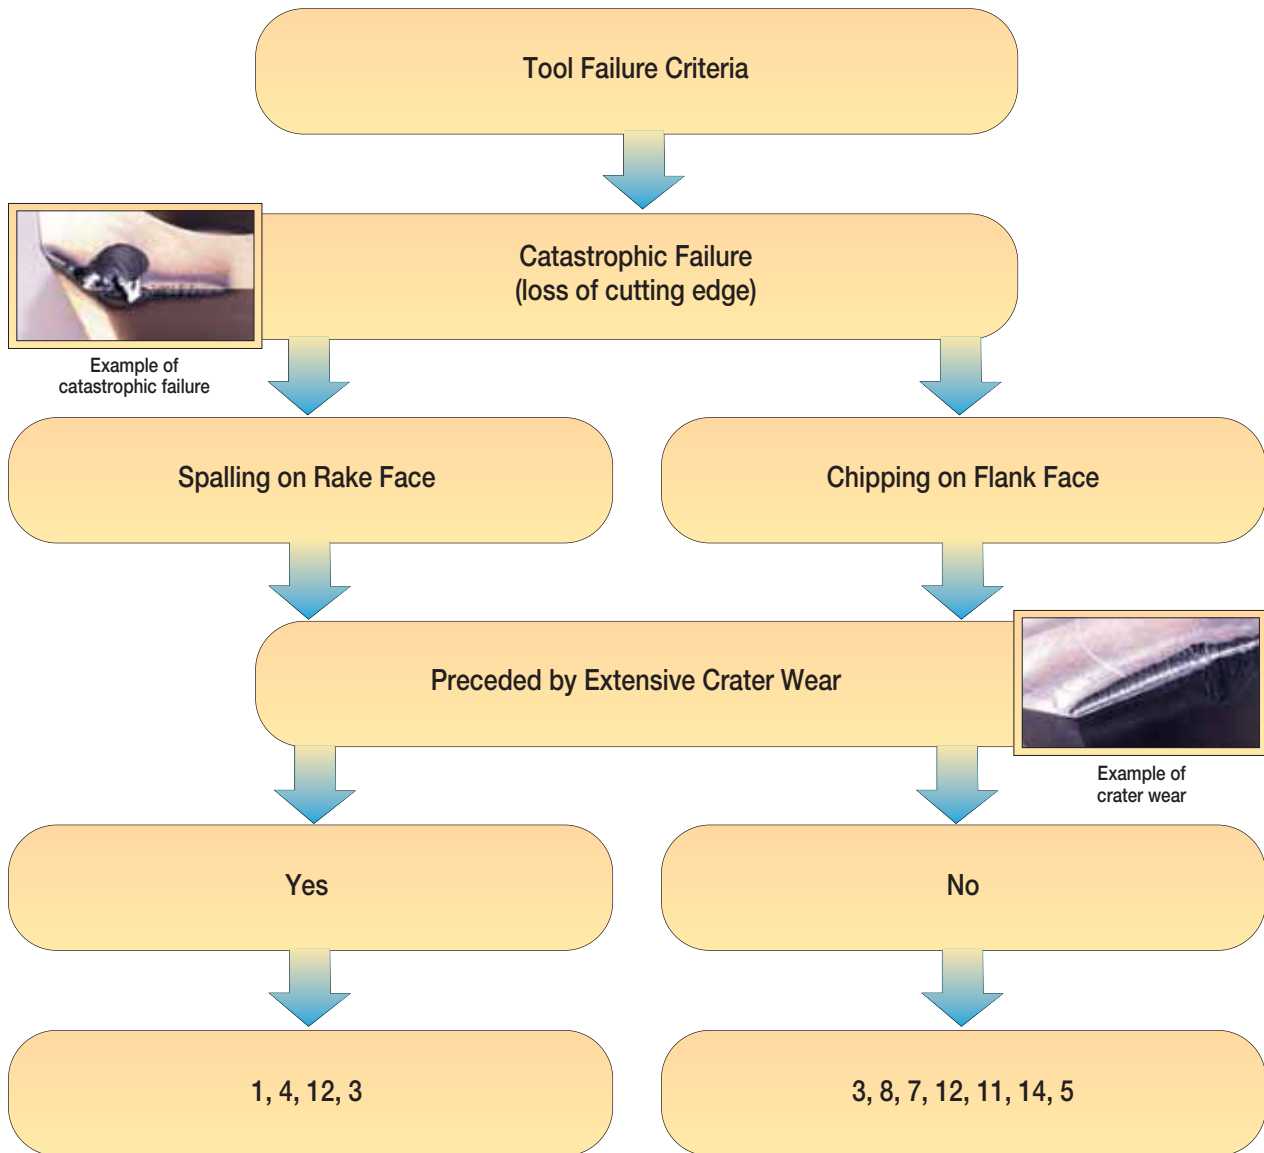 Tool Failure Criteria
Catastrophic Failure
(loss of cutting edge)
Example of
catastrophic failure
Spalling on Rake Face
Chipping on Flank Face
Preceded by Extensive Crater Wear
Example of
crater wear
Yes
No
1, 4, 12, 3
3, 8, 7, 12, 11, 14, 5